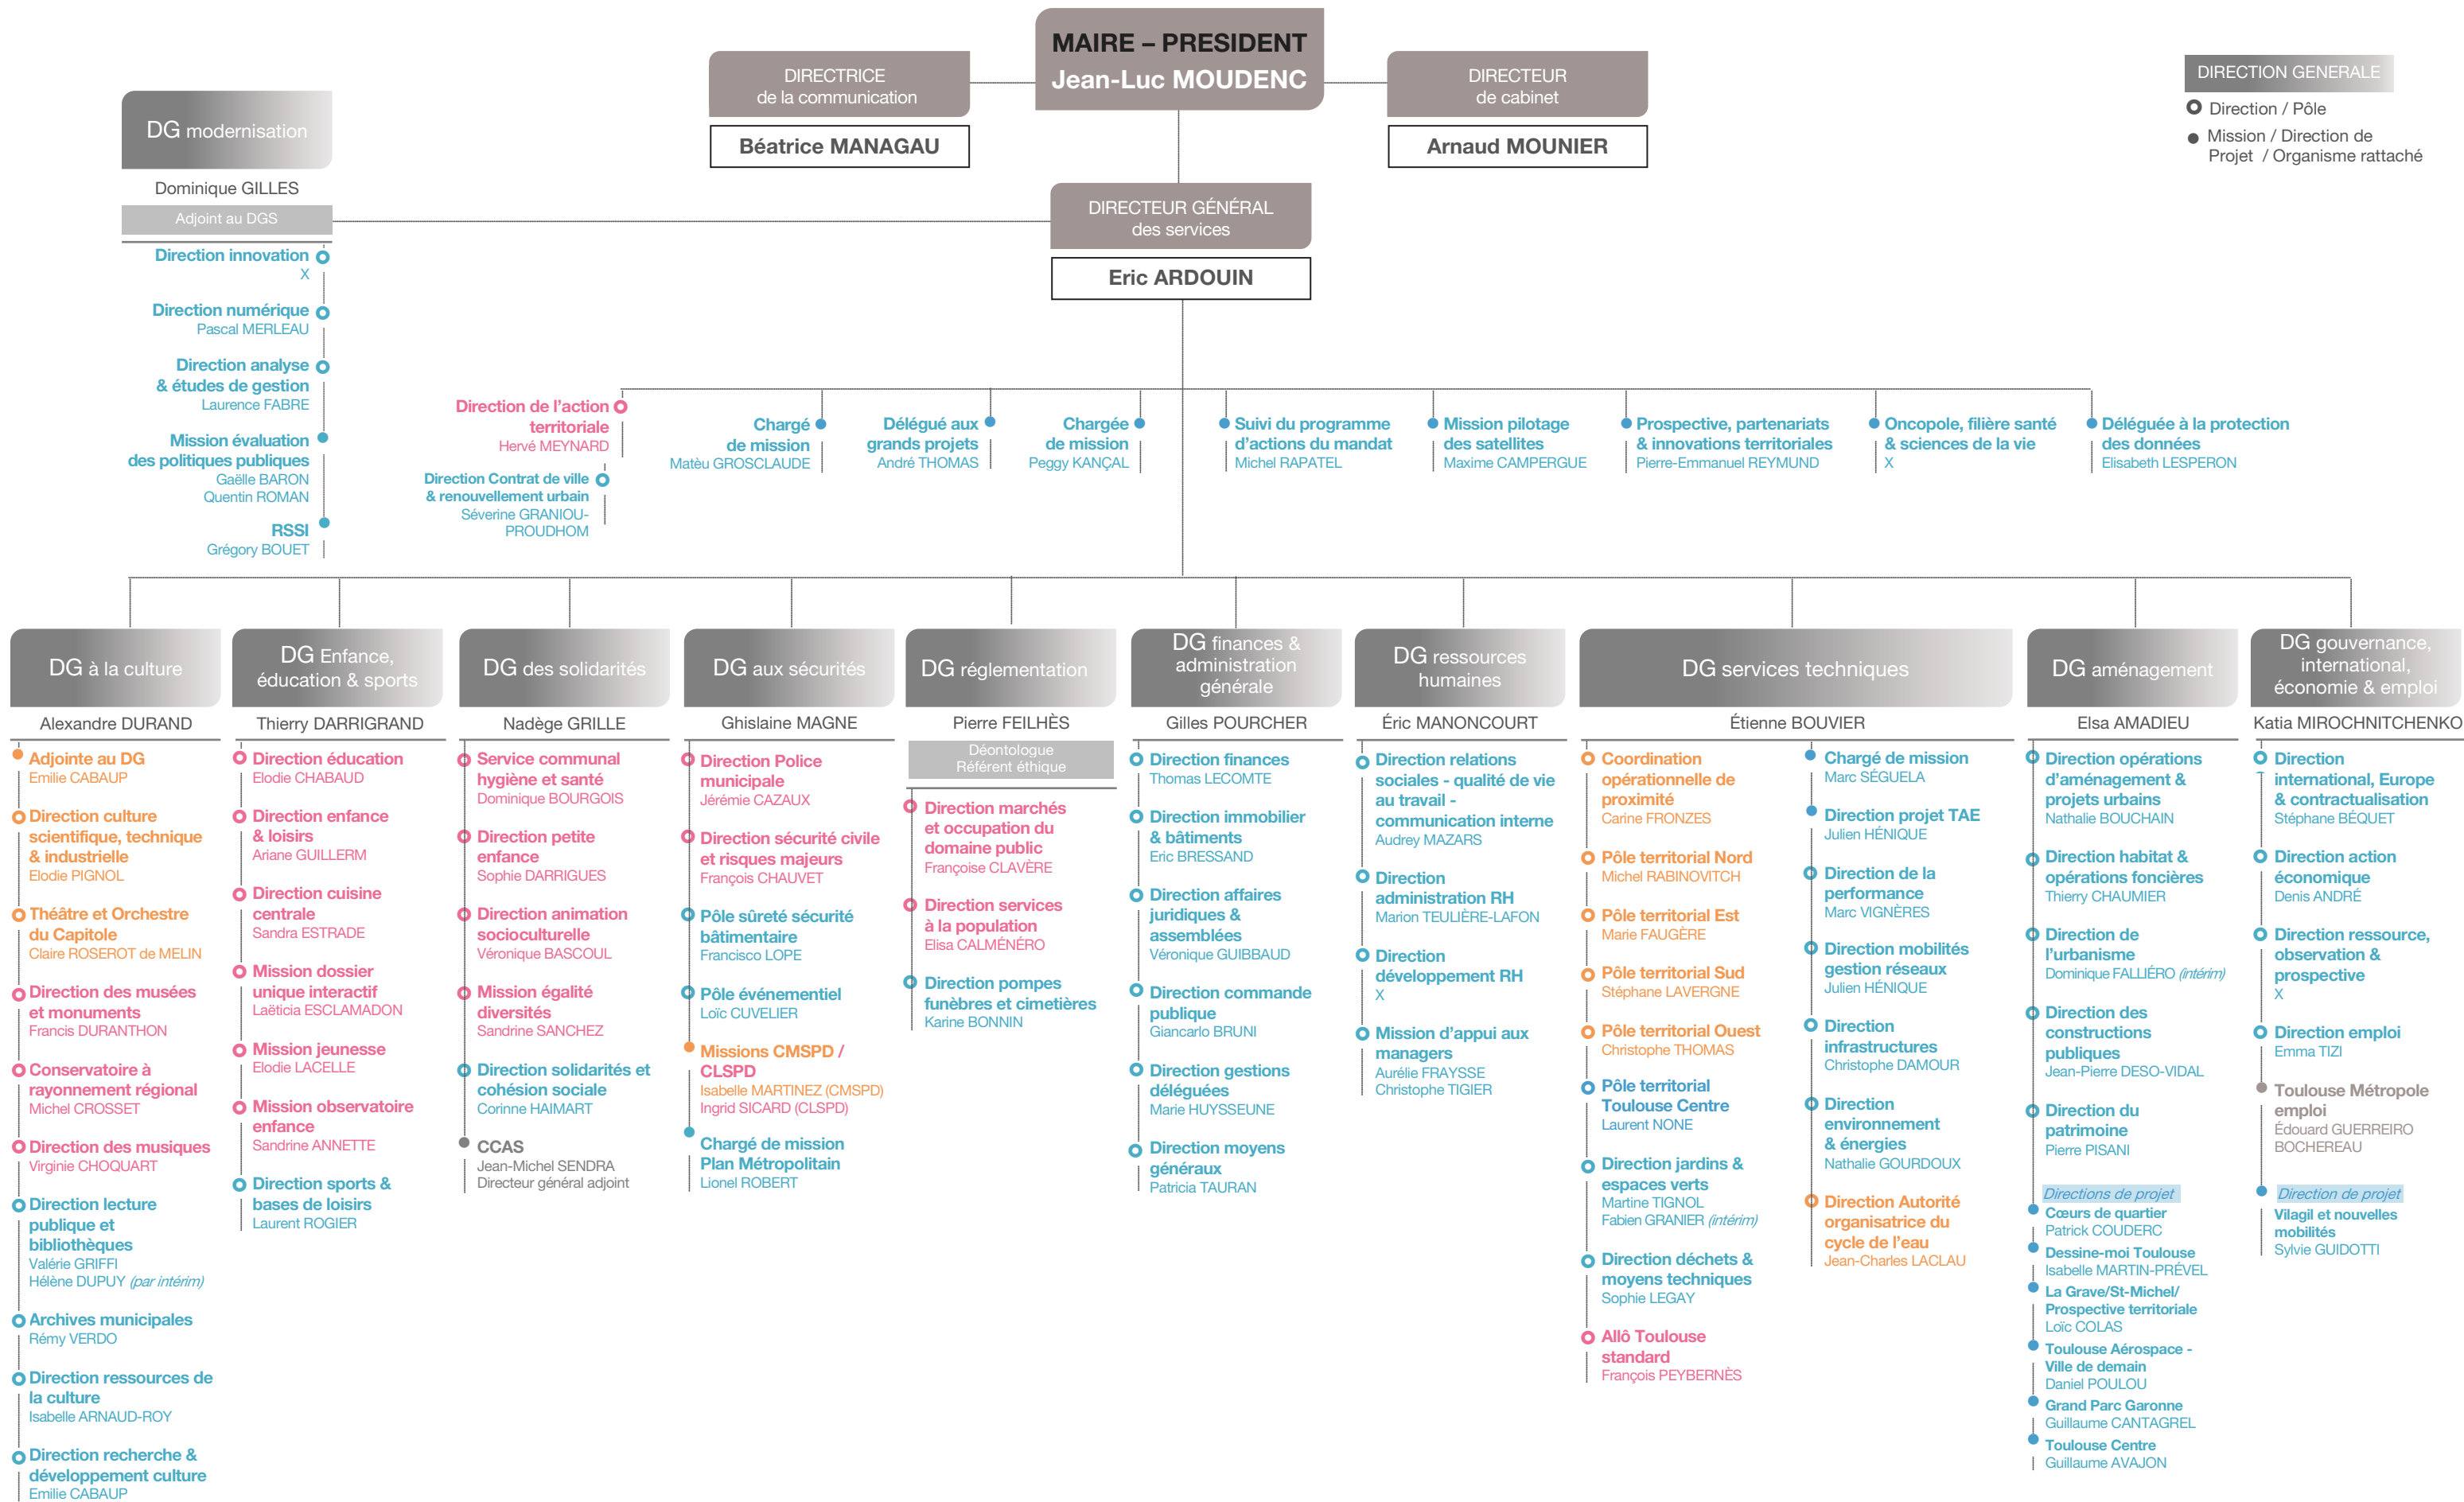 MAIRE – PRESIDENT
Jean-Luc MOUDENC
DIRECTRICE
de la communication
Béatrice MANAGAU
DIRECTEUR
de cabinet
Arnaud MOUNIER
DIRECTION GENERALE
Direction / Pôle
Mission / Direction de
Projet / Organisme rattaché
DIRECTEUR GÉNÉRAL
des services
Eric ARDOUIN
DG modernisation
Dominique GILLES
Adjoint au DGS
Direction innovation
X
Direction numérique
Pascal MERLEAU
Direction analyse
& études de gestion
Laurence FABRE
Mission évaluation
des politiques publiques
Gaëlle BARON
Quentin ROMAN
RSSI
Grégory BOUET
Direction de l’action
territoriale
Hervé MEYNARD
Direction Contrat de ville
& renouvellement urbain
Séverine GRANIOU-
PROUDHOM
Chargé
de mission
Matèu GROSCLAUDE
Délégué aux
grands projets
André THOMAS
Chargée
de mission
Peggy KANÇAL
Suivi du programme
d’actions du mandat
Michel RAPATEL
Mission pilotage
des satellites
Maxime CAMPERGUE
Prospective, partenariats
& innovations territoriales
Pierre-Emmanuel REYMUND
Oncopole, filière santé
& sciences de la vie
X
Déléguée à la protection
des données
Elisabeth LESPERON
DG à la culture
Alexandre DURAND
Adjointe au DG
Emilie CABAUP
Direction culture
scientifique, technique
& industrielle
Elodie PIGNOL
Théâtre et Orchestre
du Capitole
Claire ROSEROT de MELIN
Direction des musées
et monuments
Francis DURANTHON
Conservatoire à
rayonnement régional
Michel CROSSET
Direction des musiques
Virginie CHOQUART
Direction lecture
publique et
bibliothèques
Valérie GRIFFI
Hélène DUPUY (par intérim)
Archives municipales
Rémy VERDO
Direction ressources de
la culture
Isabelle ARNAUD-ROY
Direction recherche &
développement culture
Emilie CABAUP
DG Enfance,
éducation & sports
Thierry DARRIGRAND
Direction éducation
Elodie CHABAUD
Direction enfance
& loisirs
Ariane GUILLERM
Direction cuisine
centrale
Sandra ESTRADE
Mission dossier
unique interactif
Laëticia ESCLAMADON
Mission jeunesse
Elodie LACELLE
Mission observatoire
enfance
Sandrine ANNETTE
Direction sports &
bases de loisirs
Laurent ROGIER
DG des solidarités
Nadège GRILLE
Service communal
hygiène et santé
Dominique BOURGOIS
Direction petite
enfance
Sophie DARRIGUES
Direction animation
socioculturelle
Véronique BASCOUL
Mission égalité
diversités
Sandrine SANCHEZ
Direction solidarités et
cohésion sociale
Corinne HAIMART
CCAS
Jean-Michel SENDRA
Directeur général adjoint
DG aux sécurités
Ghislaine MAGNE
Direction Police
municipale
Jérémie CAZAUX
Direction sécurité civile
et risques majeurs
François CHAUVET
Pôle sûreté sécurité
bâtimentaire
Francisco LOPE
Pôle événementiel
Loïc CUVELIER
Missions CMSPD /
CLSPD
Isabelle MARTINEZ (CMSPD)
Ingrid SICARD (CLSPD)
Chargé de mission
Plan Métropolitain
Lionel ROBERT
DG réglementation
Pierre FEILHÈS
Déontologue
Référent éthique
Direction marchés
et occupation du
domaine public
Françoise CLAVÈRE
Direction services
à la population
Elisa CALMÉNÉRO
Direction pompes
funèbres et cimetières
Karine BONNIN
DG finances &
administration
générale
Gilles POURCHER
Direction finances
Thomas LECOMTE
Direction immobilier
& bâtiments
Eric BRESSAND
Direction affaires
juridiques &
assemblées
Véronique GUIBBAUD
Direction commande
publique
Giancarlo BRUNI
Direction gestions
déléguées
Marie HUYSSEUNE
Direction moyens
généraux
Patricia TAURAN
DG ressources
humaines
Éric MANONCOURT
Direction relations
sociales - qualité de vie
au travail -
communication interne
Audrey MAZARS
Direction
administration RH
Marion TEULIÈRE-LAFON
Direction
développement RH
X
Mission d’appui aux
managers
Aurélie FRAYSSE
Christophe TIGIER
DG services techniques
Étienne BOUVIER
Coordination
opérationnelle de
proximité
Carine FRONZES
Pôle territorial Nord
Michel RABINOVITCH
Pôle territorial Est
Marie FAUGÈRE
Pôle territorial Sud
Stéphane LAVERGNE
Pôle territorial Ouest
Christophe THOMAS
Pôle territorial
Toulouse Centre
Laurent NONE
Direction jardins &
espaces verts
Martine TIGNOL
Fabien GRANIER (intérim)
Direction déchets &
moyens techniques
Sophie LEGAY
Allô Toulouse
standard
François PEYBERNÈS
Chargé de mission
Marc SÉGUELA
Direction projet TAE
Julien HÉNIQUE
Direction de la
performance
Marc VIGNÈRES
Direction mobilités
gestion réseaux
Julien HÉNIQUE
Direction
infrastructures
Christophe DAMOUR
Direction
environnement
& énergies
Nathalie GOURDOUX
Direction Autorité
organisatrice du
cycle de l’eau
Jean-Charles LACLAU
DG aménagement
Elsa AMADIEU
Direction opérations
d’aménagement &
projets urbains
Nathalie BOUCHAIN
Direction habitat &
opérations foncières
Thierry CHAUMIER
Direction de
l’urbanisme
Dominique FALLIÉRO (intérim)
Direction des
constructions
publiques
Jean-Pierre DESO-VIDAL
Direction du
patrimoine
Pierre PISANI
Directions de projet
Cœurs de quartier
Patrick COUDERC
Dessine-moi Toulouse
Isabelle MARTIN-PRÉVEL
La Grave/St-Michel/
Prospective territoriale
Loïc COLAS
Toulouse Aérospace -
Ville de demain
Daniel POULOU
Grand Parc Garonne
Guillaume CANTAGREL
Toulouse Centre
Guillaume AVAJON
DG gouvernance,
international,
économie & emploi
Katia MIROCHNITCHENKO
Direction
international, Europe
& contractualisation
Stéphane BÉQUET
Direction action
économique
Denis ANDRÉ
Direction ressource,
observation &
prospective
X
Direction emploi
Emma TIZI
Toulouse Métropole
emploi
Édouard GUERREIRO
BOCHEREAU
Direction de projet
Vilagil et nouvelles
mobilités
Sylvie GUIDOTTI